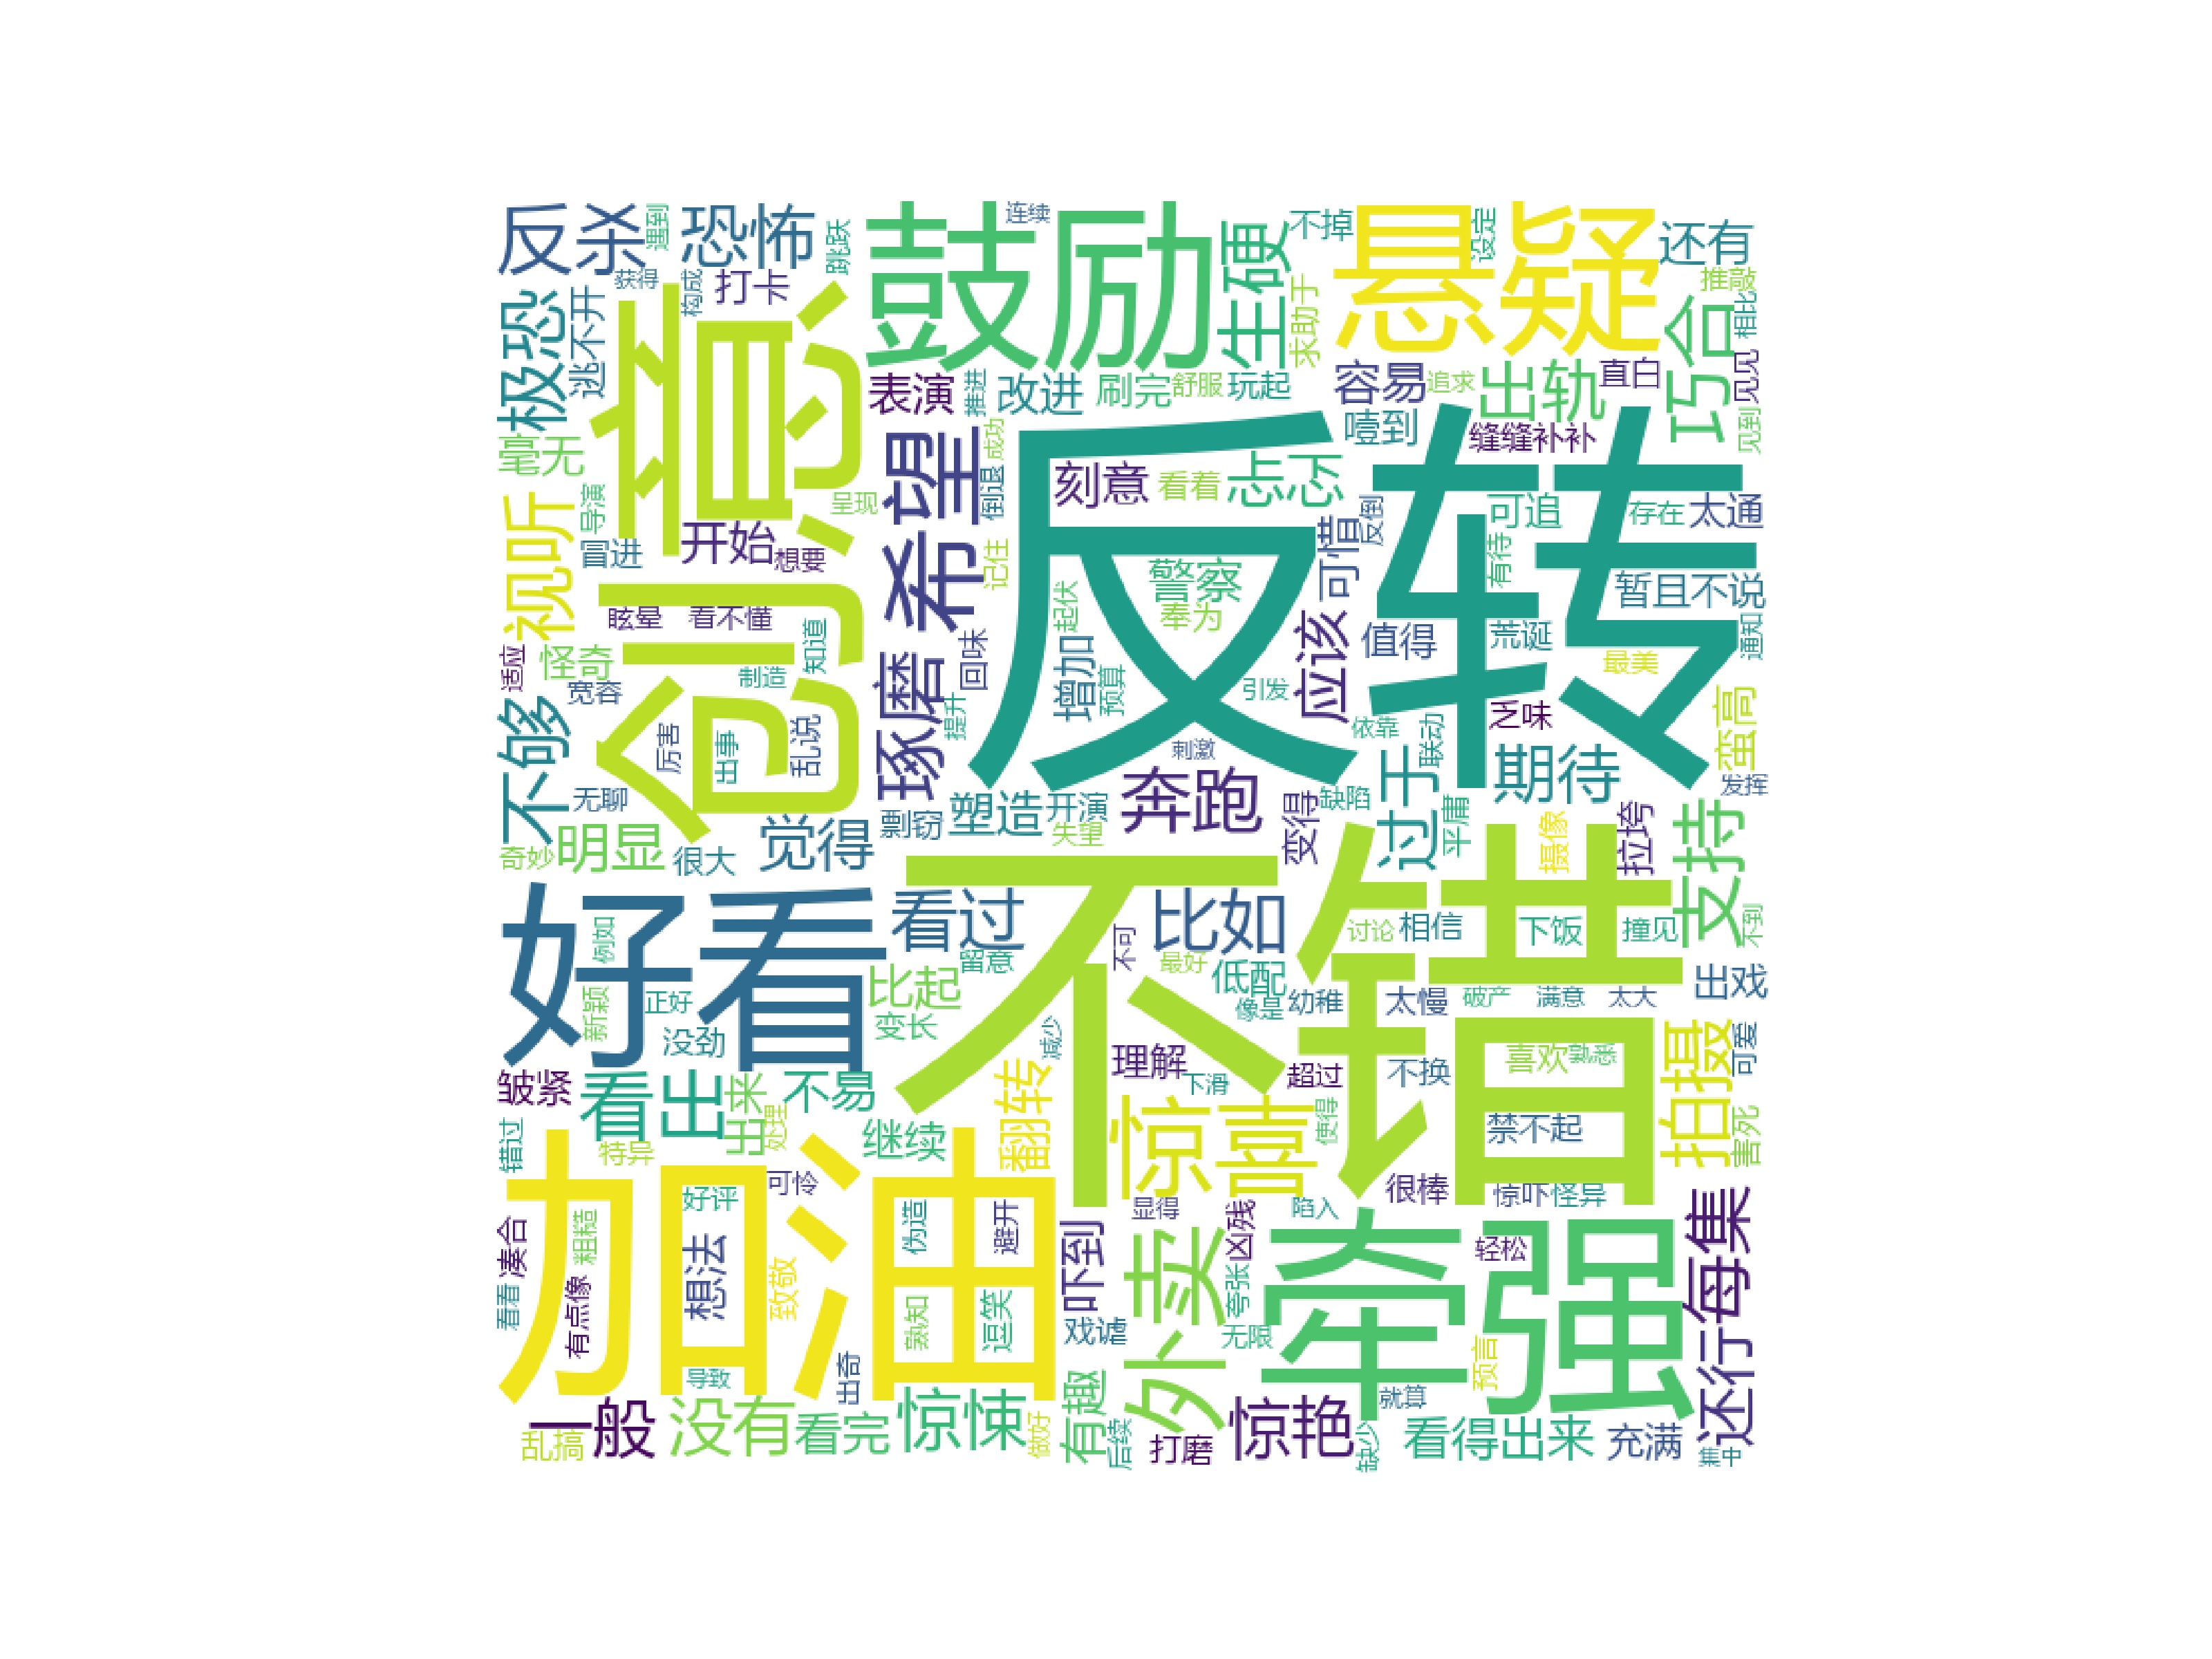 反杀
遇到
恐怖
跳跃
鼓励
连续
生硬
不掉
悬疑
设定
还有
推敲
获得
构成
打卡
创意
求助于
巧合
相比
极恐
逃不开
表演
推进
改进
刷完
舒服
玩起
容易
追求
出轨
直白
见见
见到
毫无
希望
成功
反转
噎到
缝缝补补
视听
导演
冒进
开始
想要
呈现
倒退
刻意
看着
忐忑
可惜
反倒
可追
有待
存在
太通
记住
起伏
警察
奉为
暂且不说
眩晕
看不懂
知道
适应
怪奇
宽容
制造
琢磨
回味
增加
预算
引发
应该
值得
荒诞
最美
通知
不够
厉害
出事
乱说
提升
刺激
依靠
联动
乏味
蛮高
无聊
奔跑
过于
期待
发挥
奇妙
明显
很大
觉得
剽窃
塑造
开演
失望
变得
缺陷
平庸
摄像
拉垮
支持
好看
看过
不错
比如
讨论
相信
下饭
撞见
不到
例如
新颖
正好
没劲
比起
留意
变长
不可
最好
低配
像是
幼稚
太慢
破产
满意
太大
出戏
皱紧
看出
出来
处理
不易
减少
理解
下滑
超过
不换
喜欢
熟悉
拍摄
可爱
错过
特异
继续
翻转
惊喜
使得
禁不起
害死
加油
可怜
好评
显得
陷入
很棒
惊吓
怪异
凑合
粗糙
想法
致敬
伪造
避开
吓到
外卖
凶残
牵强
轻松
每集
看看
有点像
熟知
逗笑
戏谑
夸张
无限
预言
还行
导致
出奇
就算
一般
乱搞
没有
看完
惊悚
做好
有趣
后续
打磨
惊艳
缺少
看得出来
充满
集中